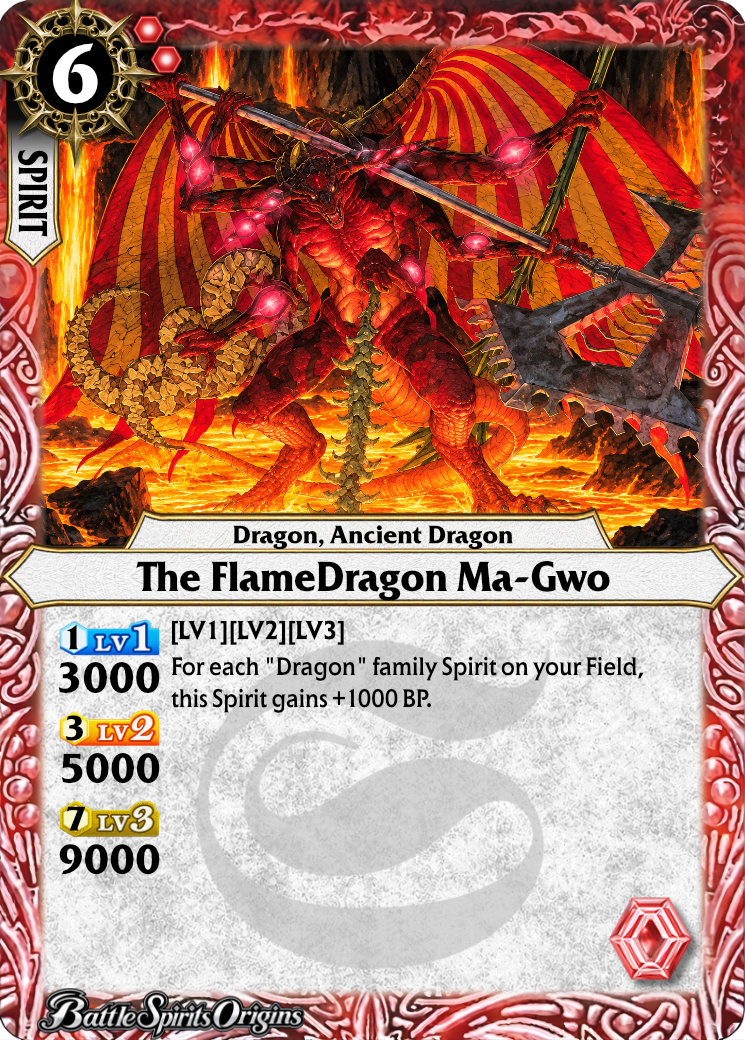 6
SPIRIT
Dragon, Ancient Dragon
The FlameDragon Ma-Gwo
1 LV1
3000
3 LV2
5000
7 LV3
9000
[LV1][LV2][LV3]
For each "Dragon" family Spirit on your Field,
this Spirit gains +1000 BP.
Battle Spirits Origins